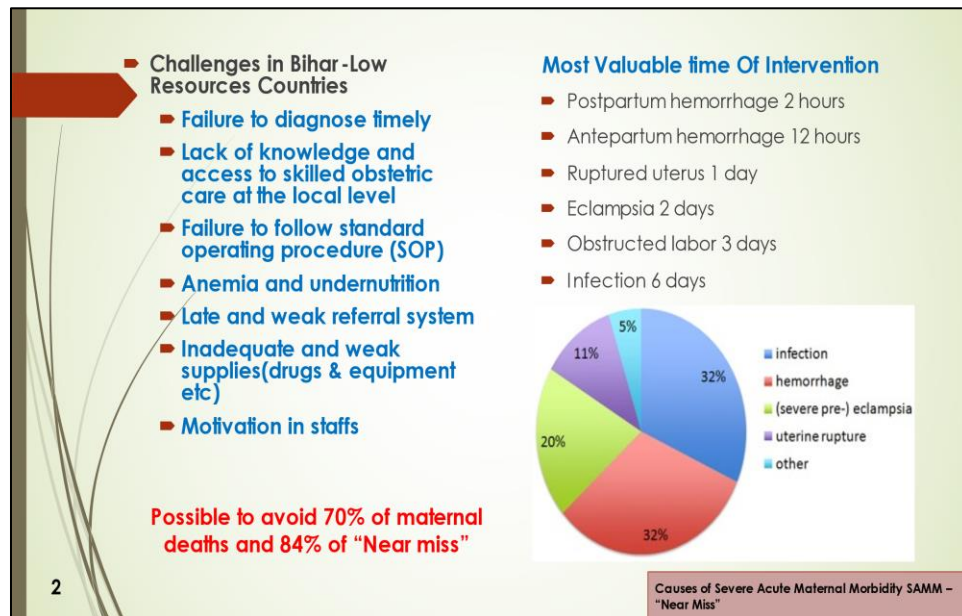 Challenges in Bihar-Low
Resources Countries
Failure to diagnose timely
Lack of knowledge and
access to skilled obstetric
care at the local level
Failure to follow standard
operating procedure (SOP)
Anemia and undernutrition
Late and weak referral system
Inadequate and weak
supplies(drugs & equipment
etc)
Motivation in staffs
Possible to avoid 70% of maternal
deaths and 84% of “Near miss”
Most Valuable time Of Intervention
Postpartum hemorrhage 2 hours
Antepartum hemorrhage 12 hours
Ruptured uterus 1 day
Eclampsia 2 days
Obstructed labor 3 days
Infection 6 days
5%
11%
32%
20%
32%
infection
hemorrhage
(severe pre-) eclampsia
uterine rupture
other
2
Causes of Severe Acute Maternal Morbidity SAMM –
“Near Miss”